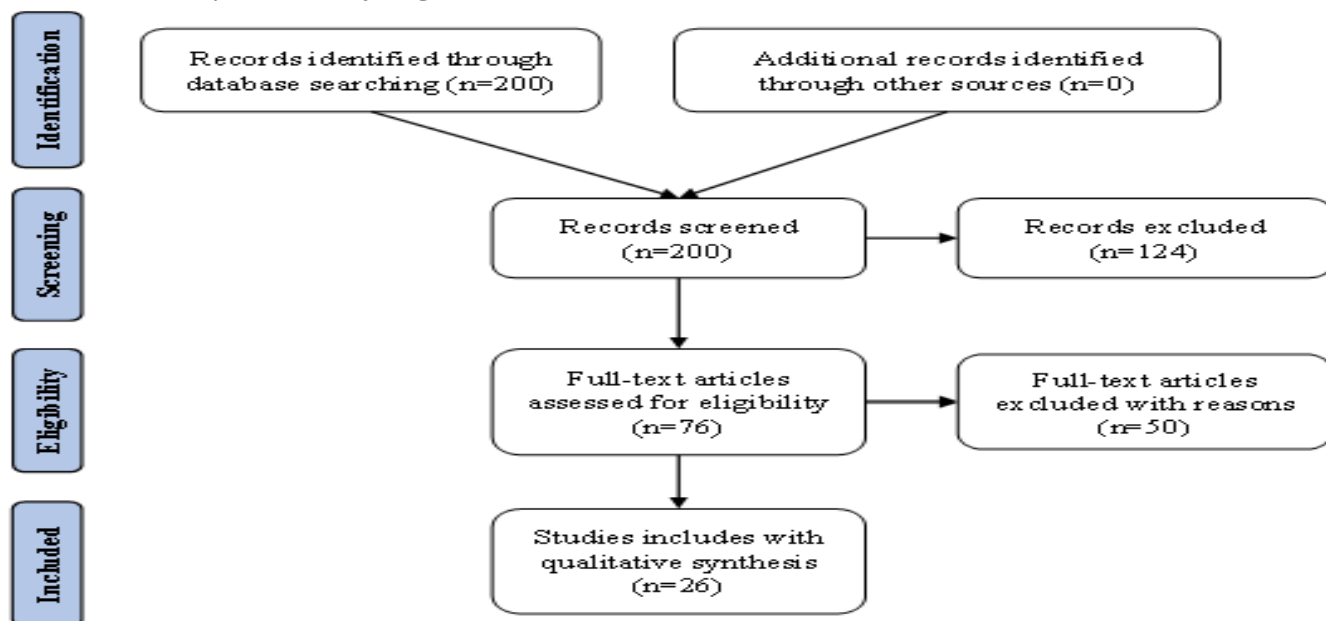 Identification
Records identified through
database searching (n=200)
Additional records identified
through other sources (n=0)
Screening
Records screened
(n=200)
Records excluded
(n=124)
Eligibility
Full-text articles
assessed for eligibility
(n=76)
Full-text articles
excluded with reasons
(n=50)
Included
Studies includes with
qualitative synthesis
(n=26)